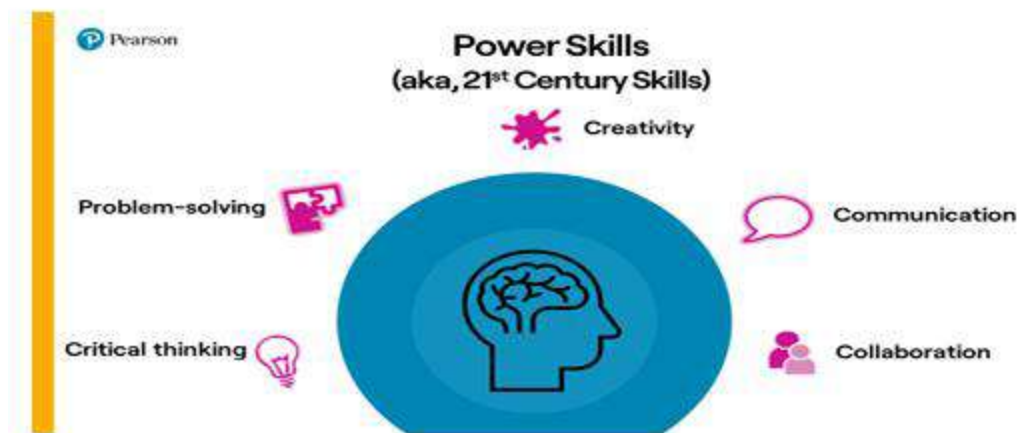 Pearson
Power Skills
(aka, 21st Century Skills)
Creativity
Problem-solving
Communication
Critical thinking
Collaboration